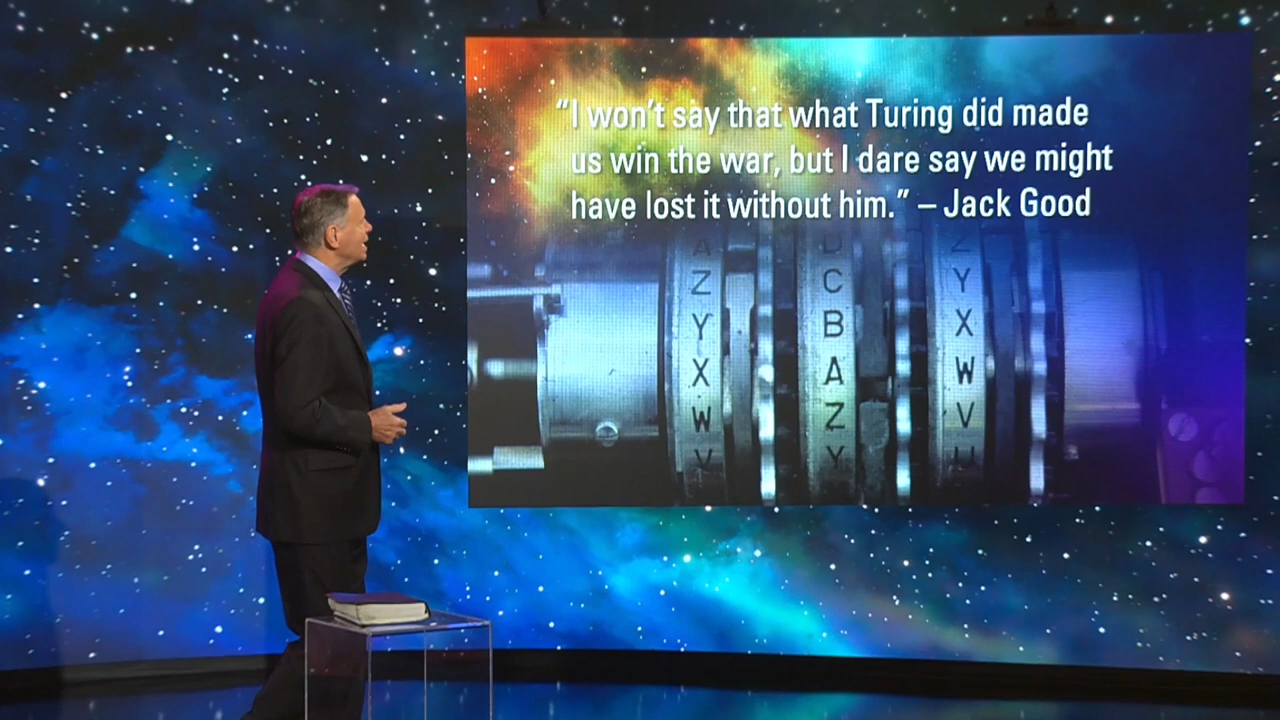 “I won’t say that what Turing did made
us win the war, but I dare say we might
have lost it without him.” – Jack Good
A D Z
Z C Y
Y B X
X A W
W Z V
V Y U